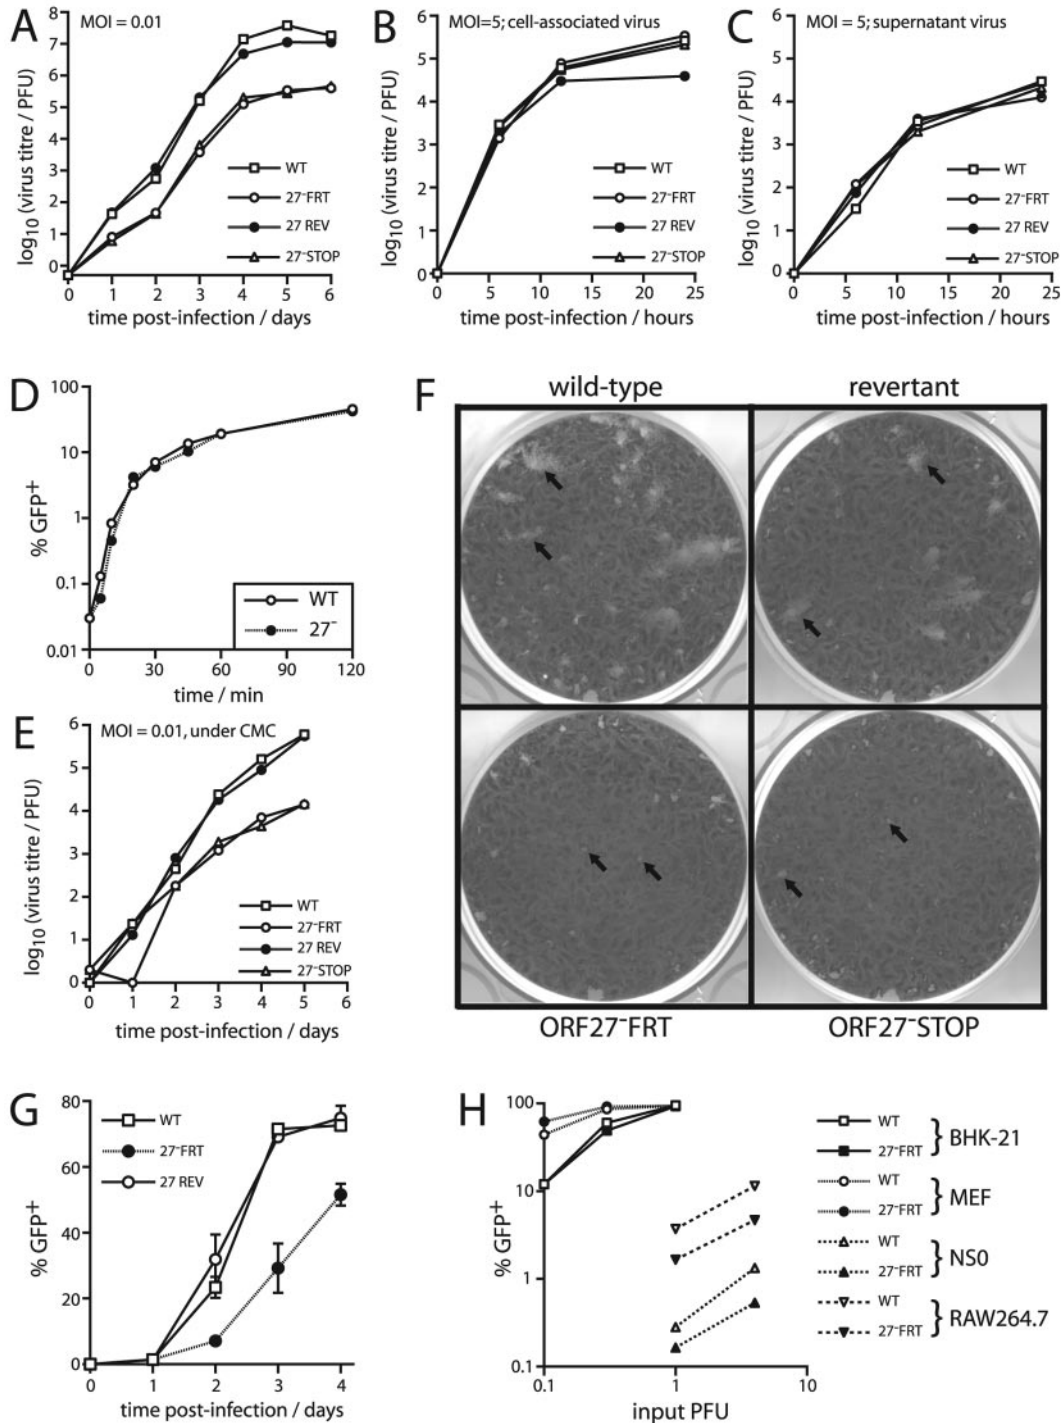 A
MOI = 0.01
log10 (virus titre / PFU)
8
7
6
5
4
3
2
1
0
WT
27⁻FRT
27 REV
27⁻STOP
0 1 2 3 4 5 6
time post-infection / days
B
MOI=5; cell-associated virus
log10 (virus titre / PFU)
6
5
4
3
2
1
0
WT
27⁻FRT
27 REV
27⁻STOP
0 5 10 15 20 25
time post-infection / hours
C
MOI = 5; supernatant virus
log10 (virus titre / PFU)
6
5
4
3
2
1
0
WT
27⁻FRT
27 REV
27⁻STOP
0 5 10 15 20 25
time post-infection / hours
D
% GFP⁺
100
10
1
0.1
0.01
WT
27⁻
0 30 60 90 120
time / min
E
MOI = 0.01, under CMC
log10 (virus titre / PFU)
6
5
4
3
2
1
0
WT
27⁻FRT
27 REV
27⁻STOP
0 1 2 3 4 5 6
time post-infection / days
F
wild-type revertant
ORF27⁻FRT ORF27⁻STOP
G
% GFP⁺
80
60
40
20
0
WT
27⁻FRT
27 REV
0 1 2 3 4
time post-infection / days
H
% GFP⁺
100
10
1
0.1
0.1 1 10
input PFU
WT
27⁻FRT
BHK-21
WT
27⁻FRT
MEF
WT
27⁻FRT
NS0
WT
27⁻FRT
RAW264.7